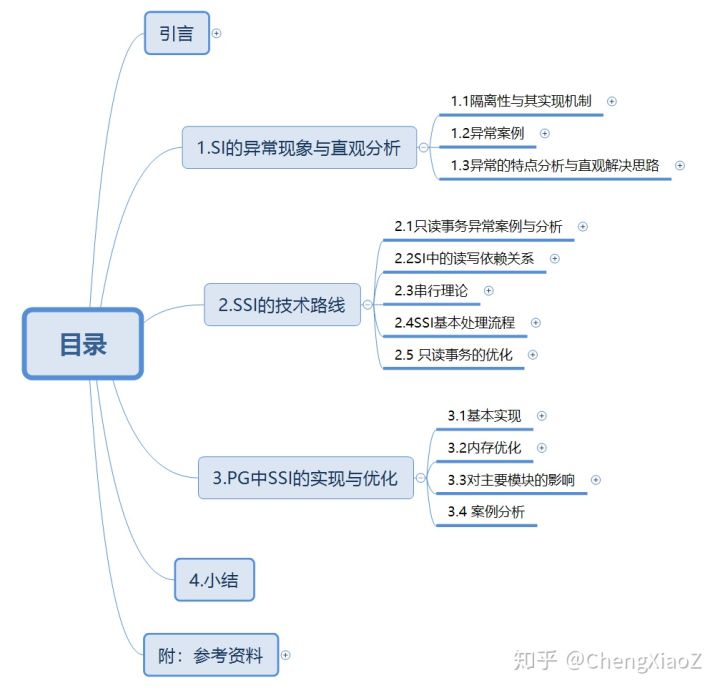 引言
1.SI的异常现象与直观分析
1.1隔离性与其实现机制
1.2异常案例
1.3异常的特点分析与直观解决思路
目录
2.SSI的技术路线
2.1只读事务异常案例与分析
2.2SI中的读写依赖关系
2.3串行理论
2.4SSI基本处理流程
2.5 只读事务的优化
3.PG中SSI的实现与优化
3.1基本实现
3.2内存优化
3.3对主要模块的影响
3.4 案例分析
4.小结
附：参考资料
知乎 @ChengXiaoZ